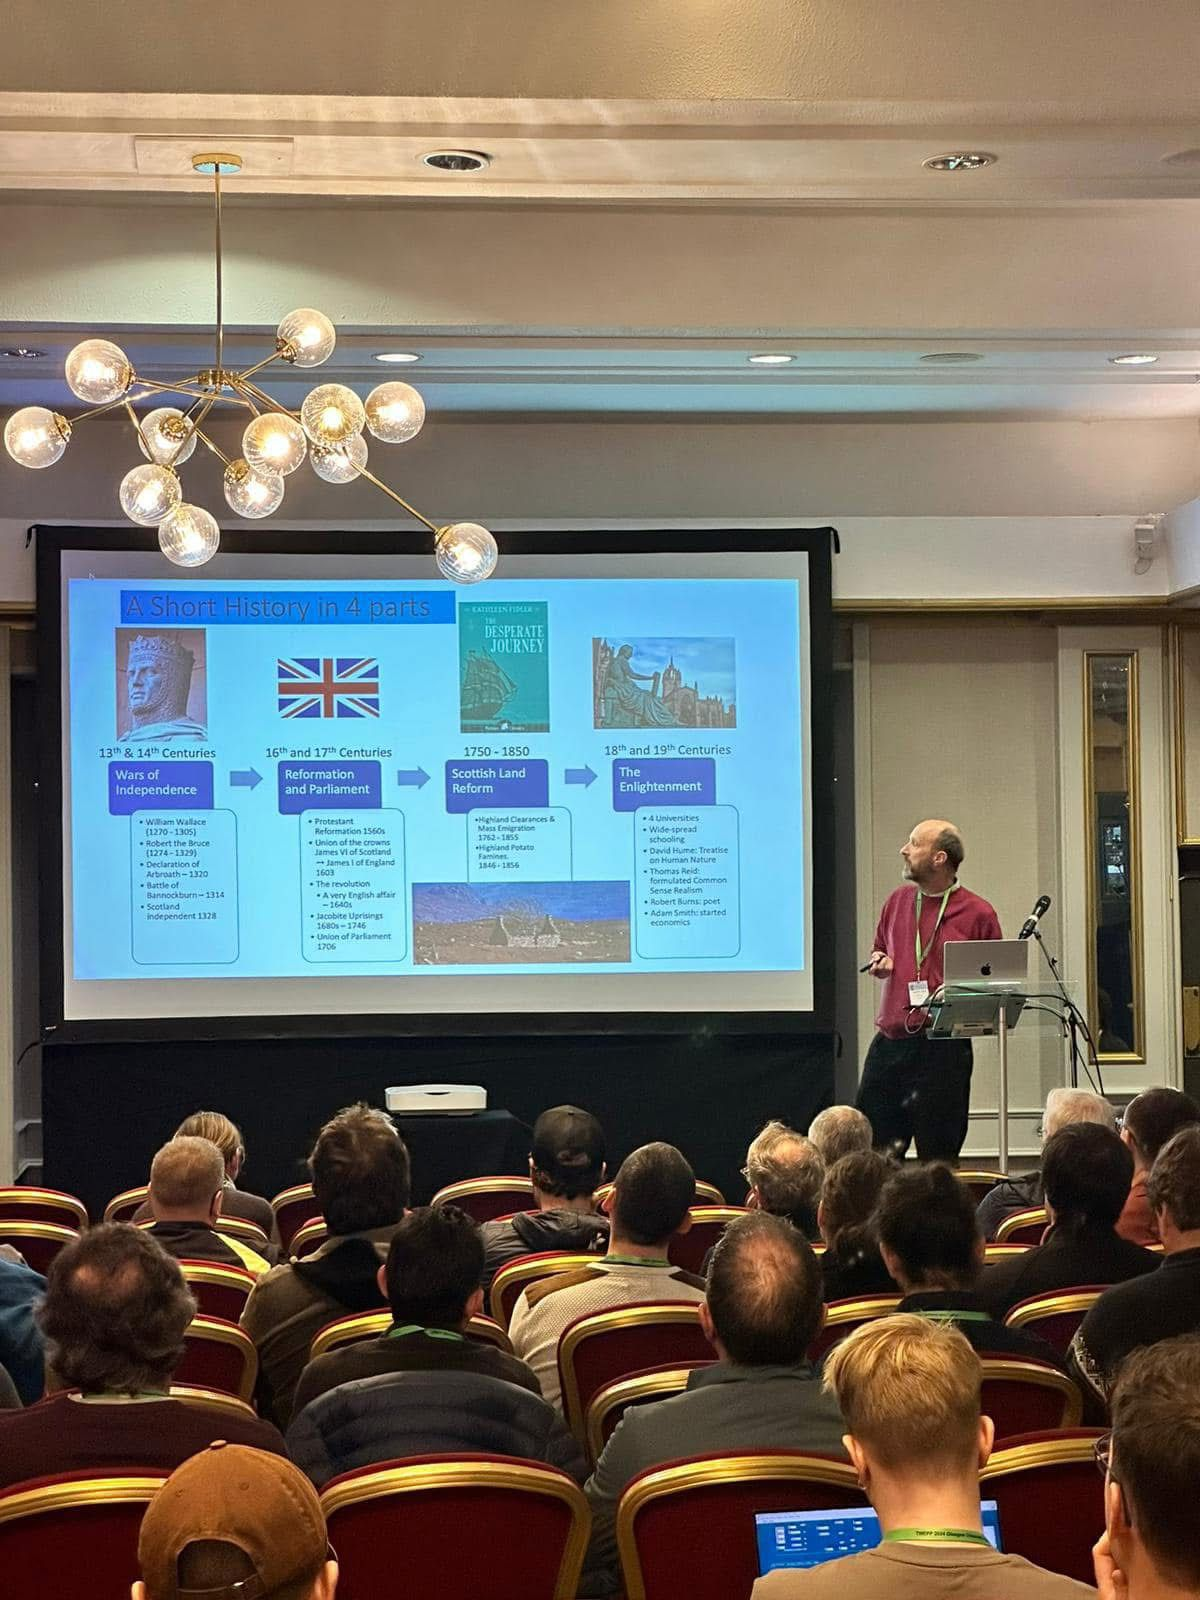 A Short History in 4 parts
KATHLEEN FIDLER
THE
DESPERATE
JOURNEY
13th & 14th Centuries
Wars of
Independence
• William Wallace
(1270 - 1305)
• Robert the Bruce
(1274 - 1329)
• Declaration of
Arbroath – 1320
• Battle of
Bannockburn – 1314
• Scotland
Independent 1328
16th and 17th Centuries
Reformation
and Parliament
• Protestant
Reformation 1560s
• Union of the crowns
James VI of Scotland
↔ James I of England
1603
• The revolution
• A very English affair
– 1640s
• Jacobite Uprisings
1680s – 1746
• Union of Parliament
1706
1750 - 1850
Scottish Land
Reform
•Highland Clearances &
Mass Emigration
1762 - 1855
•Highland Potato
Famines.
1846 - 1856
18th and 19th Centuries
The
Enlightenment
• 4 Universities
• Wide-spread
schooling
• David Hume: Treatise
on Human Nature
• Thomas Reid:
formulated Common
Sense Realism
• Robert Burns: poet
• Adam Smith: started
economics
TWEPP 2024 Glasgow